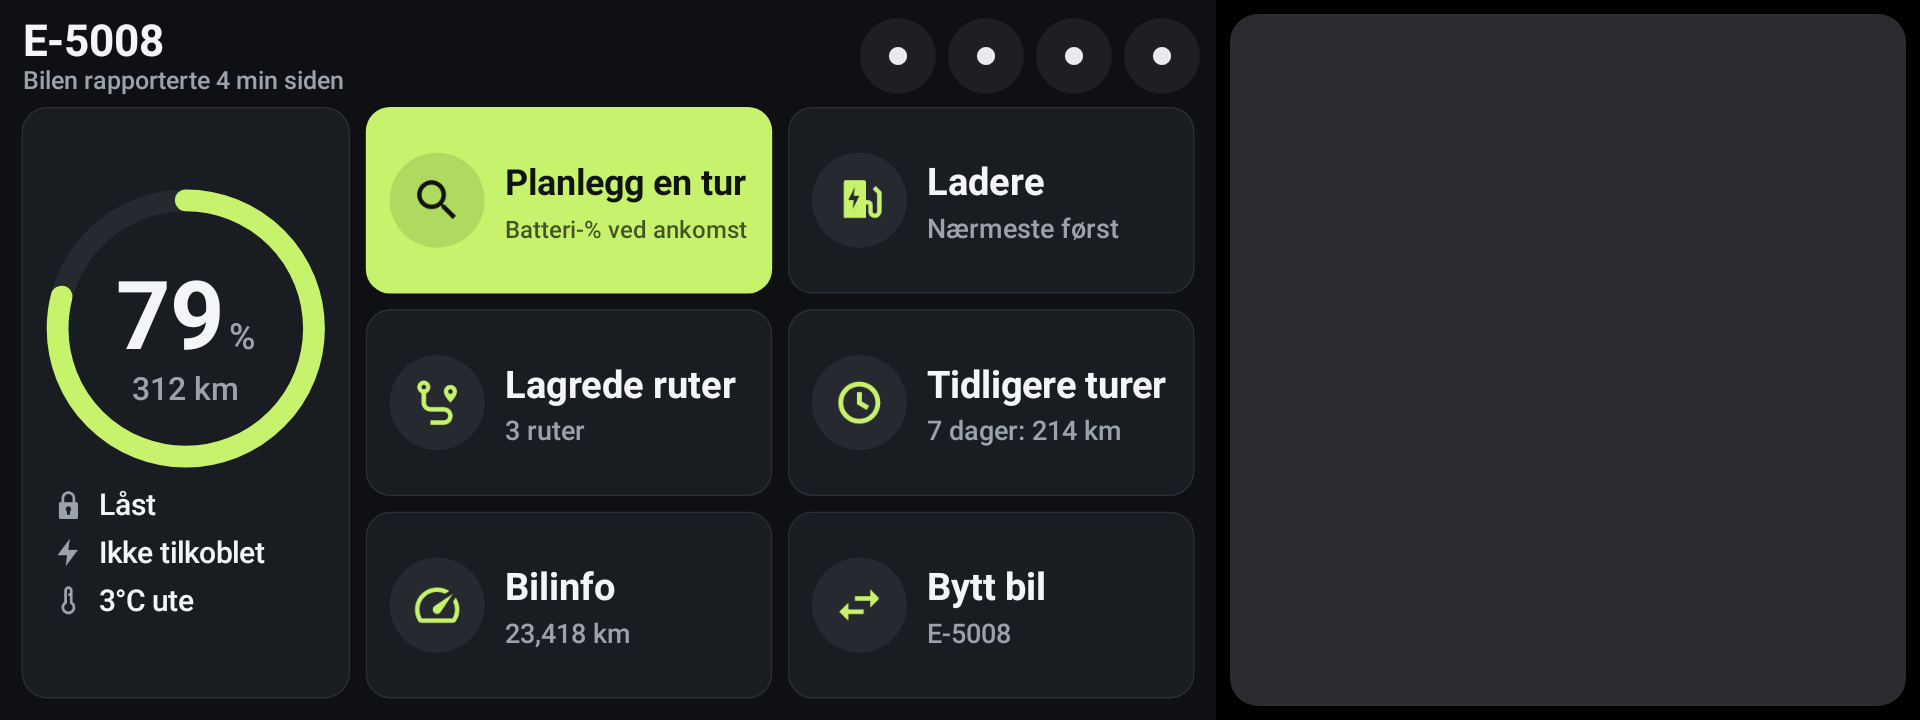 E-5008
Bilen rapporterte 4 min siden
79 %
312 km
Låst
Ikke tilkoblet
3°C ute
Planlegg en tur
Batteri-% ved ankomst
Ladere
Nærmeste først
Lagrede ruter
3 ruter
Tidligere turer
7 dager: 214 km
Bilinfo
23,418 km
Bytt bil
E-5008